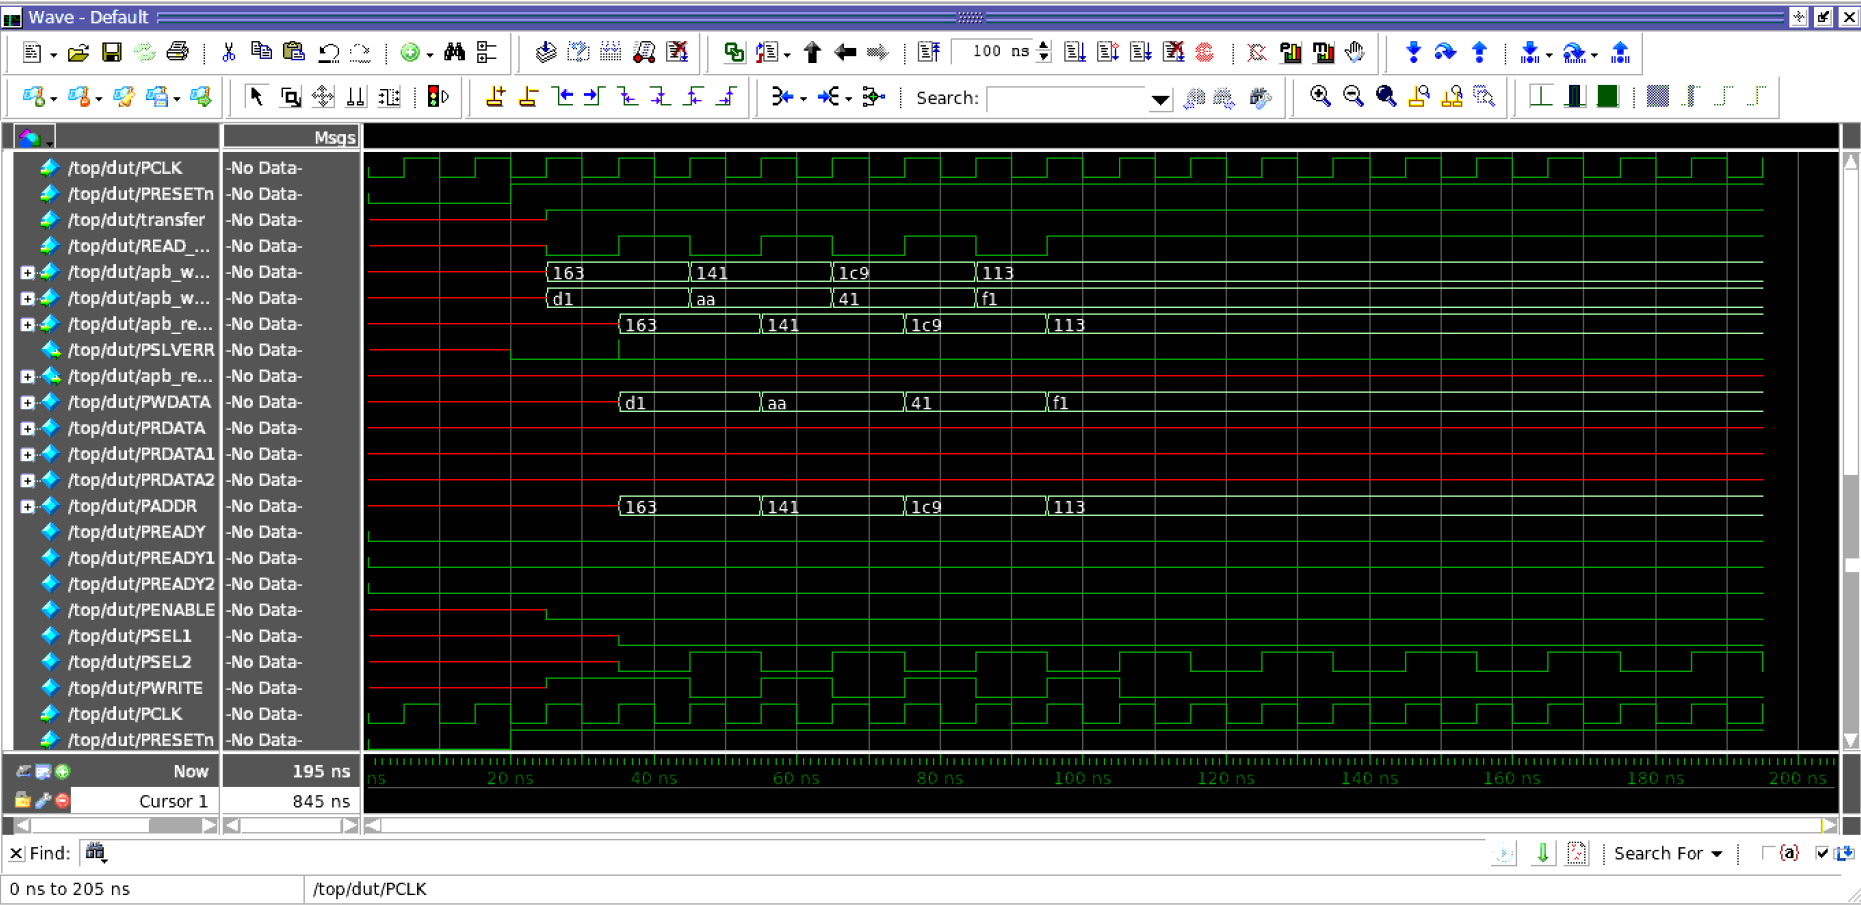 Wave - Default
100 ns
Search:
Msgs
/top/dut/PCLK -No Data-
/top/dut/PRESETn -No Data-
/top/dut/transfer -No Data-
/top/dut/READ_... -No Data-
/top/dut/apb_w... -No Data- 163 141 1c9 113
/top/dut/apb_w... -No Data- d1 aa 41 f1
/top/dut/apb_re... -No Data- 163 141 1c9 113
/top/dut/PSLVERR -No Data-
/top/dut/apb_re... -No Data-
/top/dut/PWDATA -No Data- d1 aa 41 f1
/top/dut/PRDATA -No Data-
/top/dut/PRDATA1 -No Data-
/top/dut/PRDATA2 -No Data-
/top/dut/PADDR -No Data- 163 141 1c9 113
/top/dut/PREADY -No Data-
/top/dut/PREADY1 -No Data-
/top/dut/PREADY2 -No Data-
/top/dut/PENABLE -No Data-
/top/dut/PSEL1 -No Data-
/top/dut/PSEL2 -No Data-
/top/dut/PWRITE -No Data-
/top/dut/PCLK -No Data-
/top/dut/PRESETn -No Data-
Now 195 ns ns 20 ns 40 ns 60 ns 80 ns 100 ns 120 ns 140 ns 160 ns 180 ns 200 ns
Cursor 1 845 ns
Find: Search For {a}
0 ns to 205 ns /top/dut/PCLK